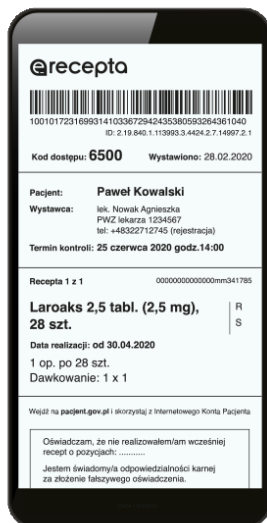 erecepta
10010172316993141033672942435380593264361040
ID: 2.19.840.1.113993.3.4424.2.7.14997.2.1
Kod dostępu: 6500 Wystawiono: 28.02.2020
Pacjent: Paweł Kowalski
Wystawca: lek. Nowak Agnieszka
PWZ lekarza 1234567
tel: +48322712745 (rejestracja)
Termin kontroli: 25 czerwca 2020 godz.14:00
Recepta 1 z 1 00000000000000mm341785
Laroaks 2,5 tabl. (2,5 mg), R
28 szt. S
Data realizacji: od 30.04.2020
1 op. po 28 szt.
Dawkowanie: 1 x 1
Wejdź na pacjent.gov.pl i skorzystaj z Internetowego Konta Pacjenta
Oświadczam, że nie realizowałem/am wcześniej
recept o pozycjach: ...........
Jestem świadomy/a odpowiedzialności karnej
za złożenie fałszywego oświadczenia.